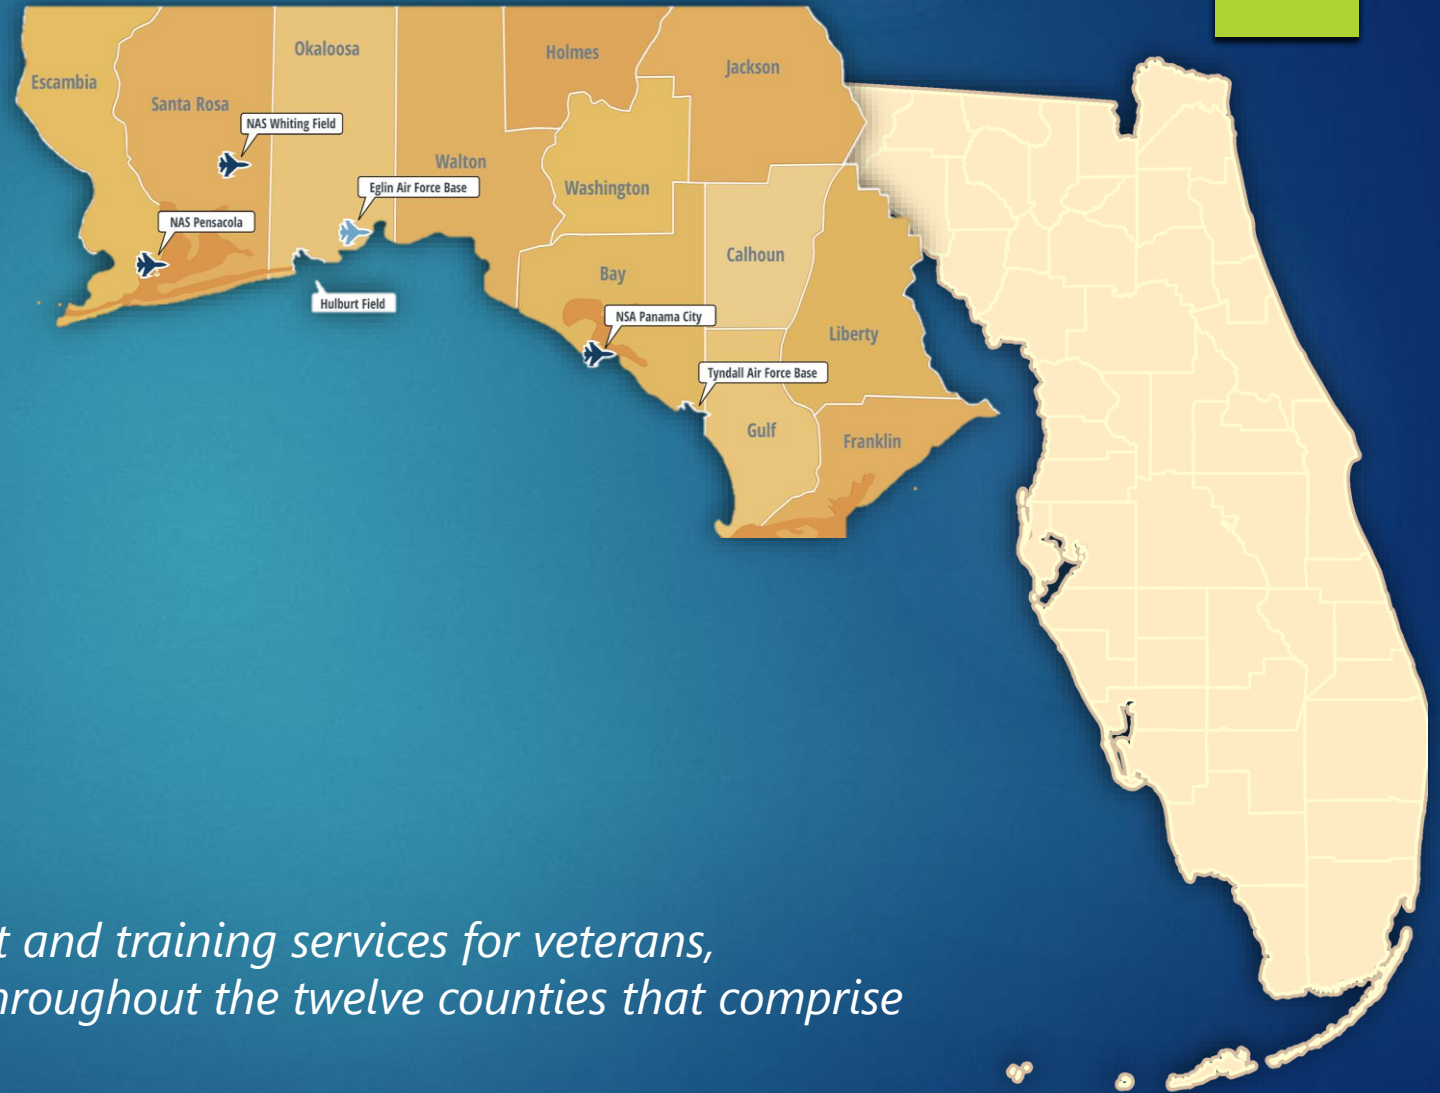 Okaloosa
Holmes
Jackson
Escambia
Santa Rosa
NAS Whiting Field
Walton
Eglin Air Force Base
Washington
NAS Pensacola
Calhoun
Bay
Hulburt Field
NSA Panama City
Liberty
Tyndall Air Force Base
Gulf
Franklin
t and training services for veterans,
hroughout the twelve counties that comprise